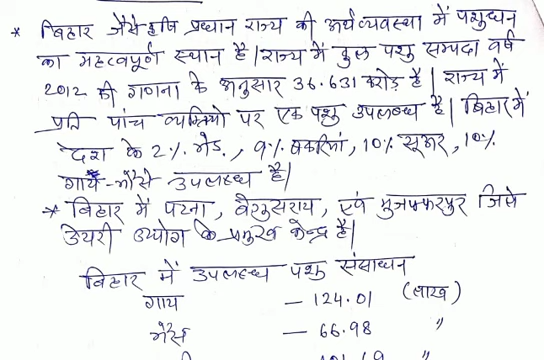 * बिहार जैसे कृषि प्रधान राज्य की अर्थव्यवस्था में पशुधन
का महत्वपूर्ण स्थान है। राज्य में कुल पशु सम्पदा वर्ष
2012 की गणना के अनुसार 36.631 करोड़ है। राज्य में
प्रति पांच व्यक्तियो पर एक पशु उपलब्ध है। बिहार में
देश के 2% भेड़, 9% बकरियां, 10% सूअर, 10%
गाय-भैंसे उपलब्ध है।
* बिहार में पटना, बेगुसराय, एवं मुजफ्फरपुर जिले
डेयरी उद्योग के प्रमुख केन्द्र है।
बिहार में उपलब्ध पशु संसाधन
गाय — 124.01 (लाख)
भैंस — 66.98 "